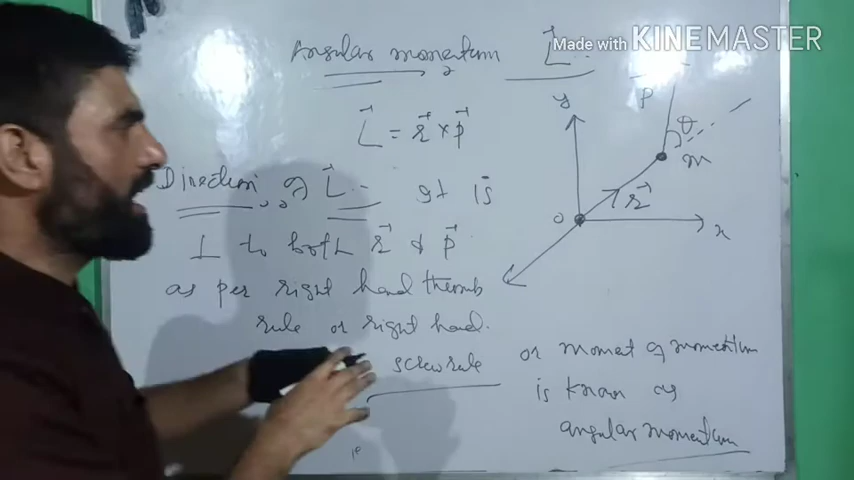 Angular momentum L⃗ :-
Made with KINEMASTER
L⃗ = r⃗ × p⃗
Direction of L⃗ :- It is
⊥ to both r⃗ & p⃗
as per right hand thumb
rule or right hand.
screw rule
y
p
θ
m
r⃗
o
x
or moment of momentum
is known as
angular momentum